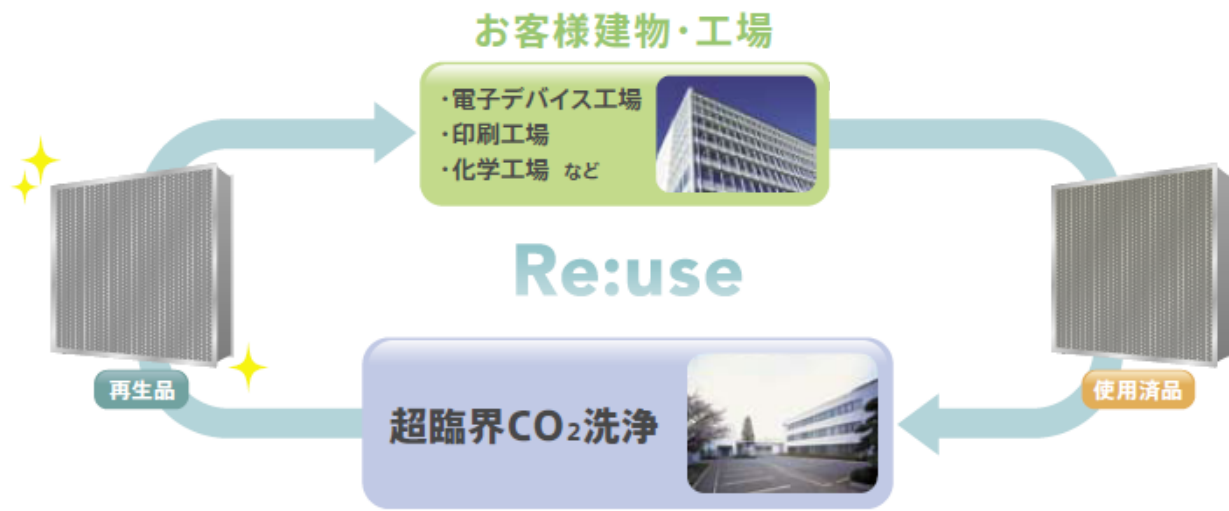 お客様建物・工場
・電子デバイス工場
・印刷工場
・化学工場 など
Re:use
再生品
使用済品
超臨界CO₂洗浄